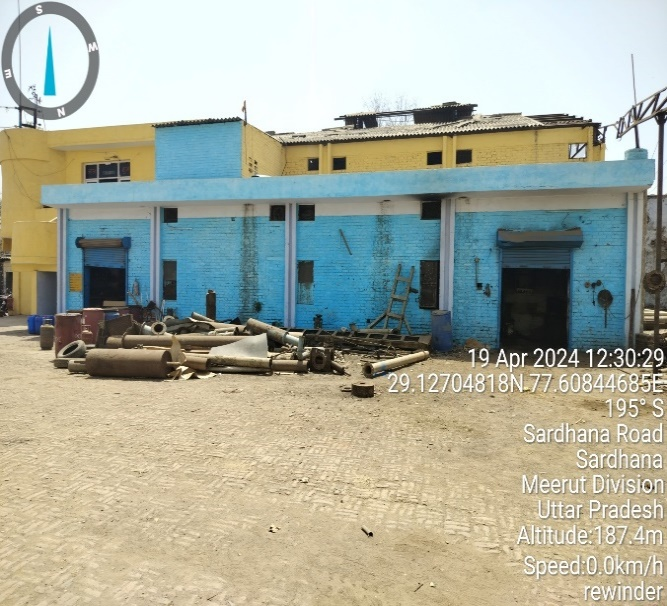 S
W
E
N
19 Apr 2024 12:30:29
29.12704818N,77.60844685E
195° S
Sardhana Road
Sardhana
Meerut Division
Uttar Pradesh
Altitude:187.4m
Speed:0.0km/h
rewinder